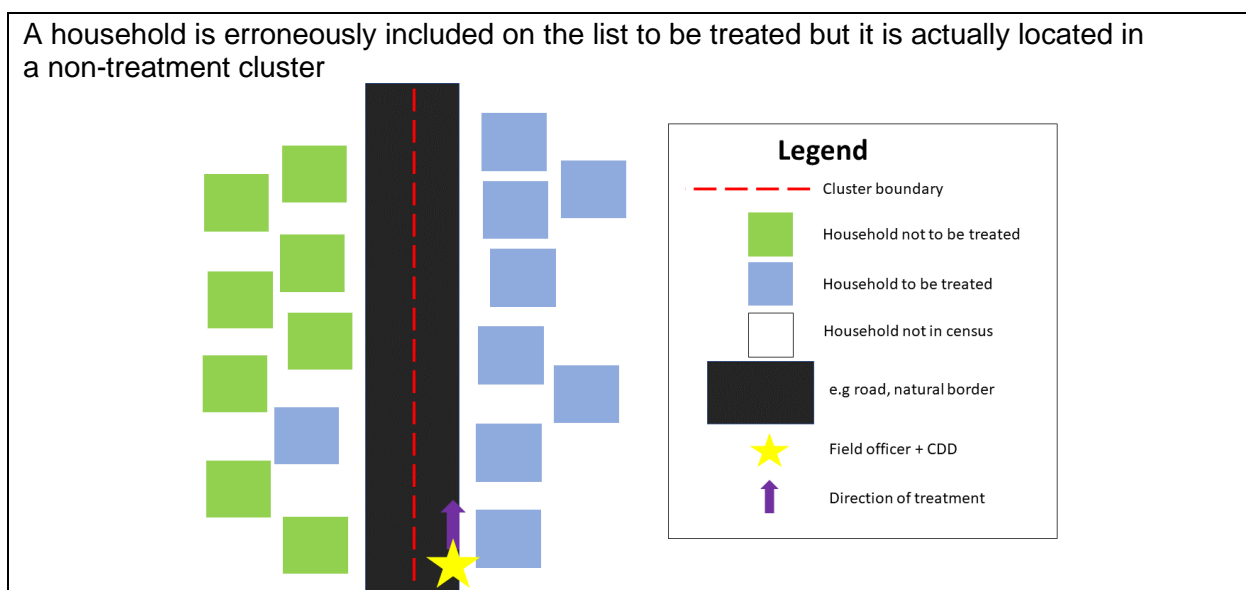 A household is erroneously included on the list to be treated but it is actually located in
a non-treatment cluster
Legend
Cluster boundary
Household not to be treated
Household to be treated
Household not in census
e.g road, natural border
Field officer + CDD
Direction of treatment